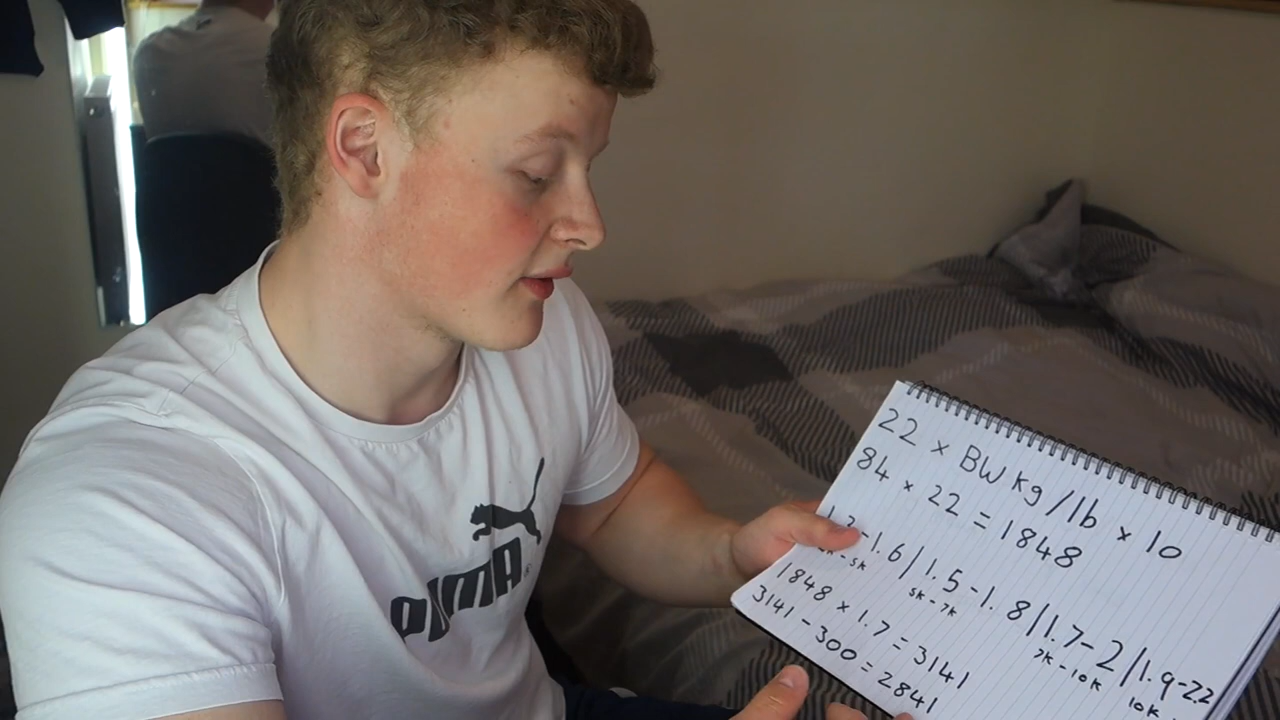 PUMA
22 × BW kg/lb × 10
84 × 22 = 1848
-1.6 | 1.5 - 1.8 | 1.7 - 2 | 1.9-2.2
-5k 5k-7k 7k-10k 10k
1848 × 1.7 = 3141
3141 - 300 = 2841